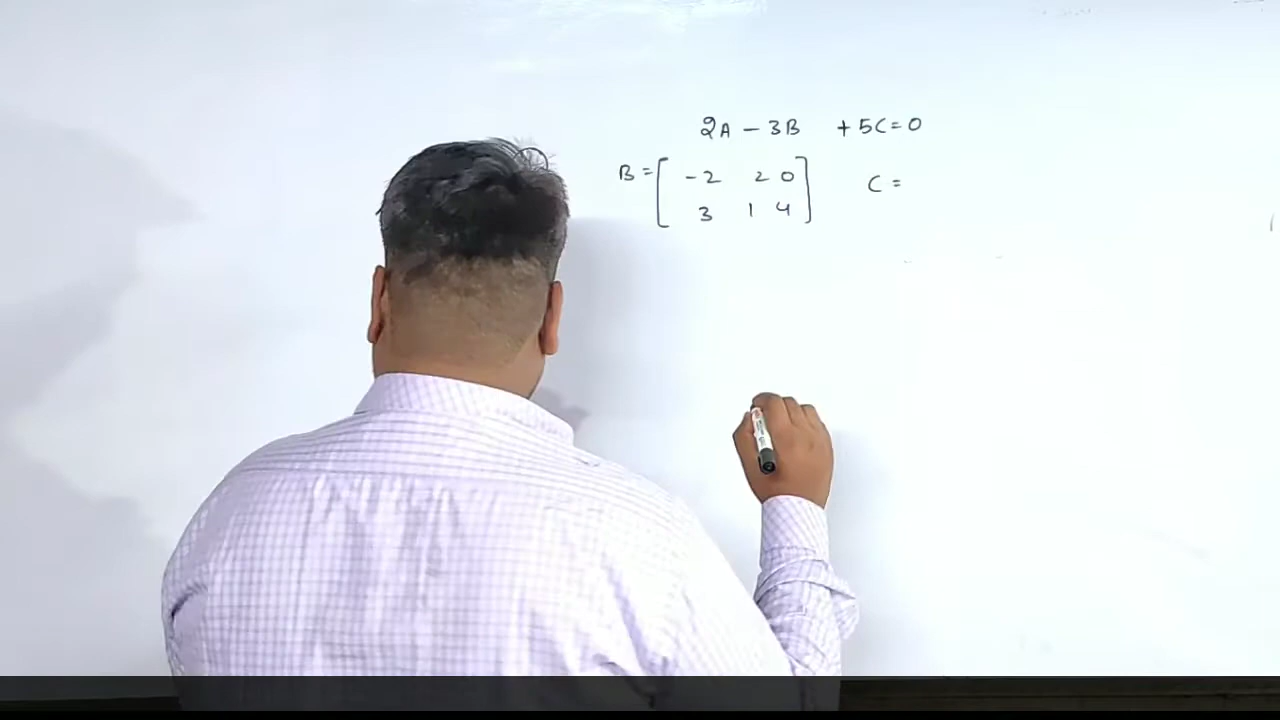 2A - 3B + 5C = 0
B = [ -2 2 0 C =
3 1 4 ]